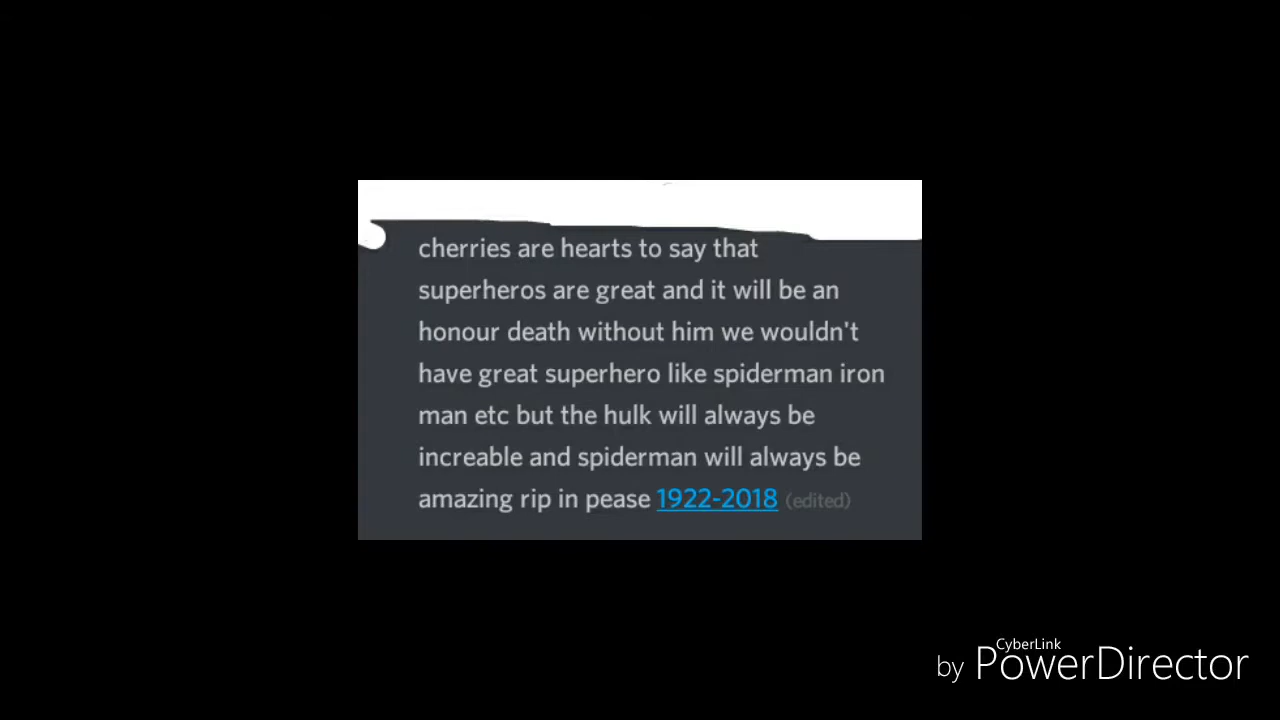 cherries are hearts to say that
superheros are great and it will be an
honour death without him we wouldn't
have great superhero like spiderman iron
man etc but the hulk will always be
increable and spiderman will always be
amazing rip in pease 1922-2018 (edited)
CyberLink
by PowerDirector